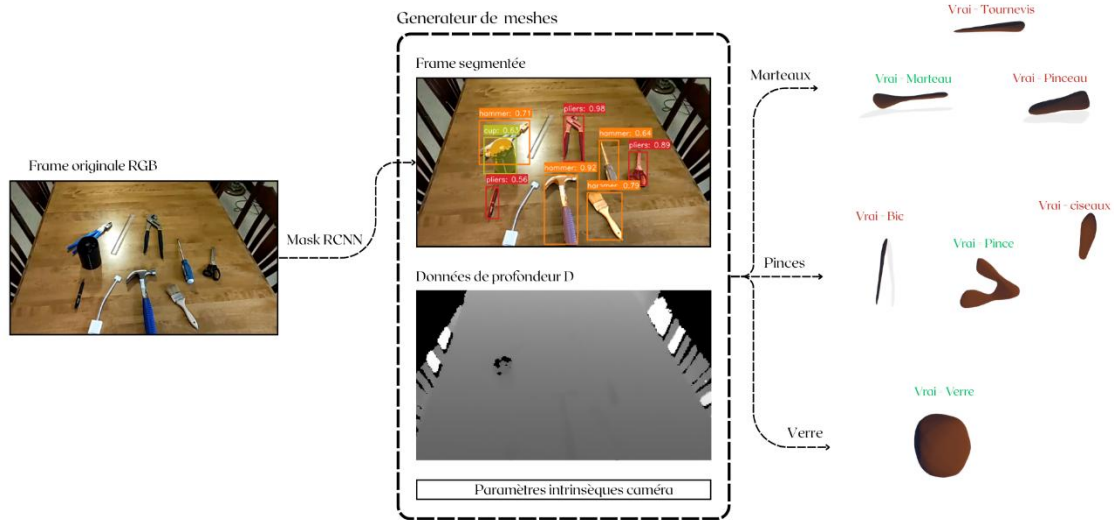 Frame originale RGB
Mask RCNN
Generateur de meshes
Frame segmentée
hammer: 0.71
pliers: 0.98
cup: 0.61
hammer: 0.64
pliers: 0.89
hammer: 0.92
pliers: 0.56
hammer: 0.79
Données de profondeur D
Paramètres intrinsèques caméra
Marteaux
Vrai - Tournevis
Vrai - Marteau
Vrai - Pinceau
Pinces
Vrai - Bic
Vrai - Pince
Vrai - ciseaux
Verre
Vrai - Verre